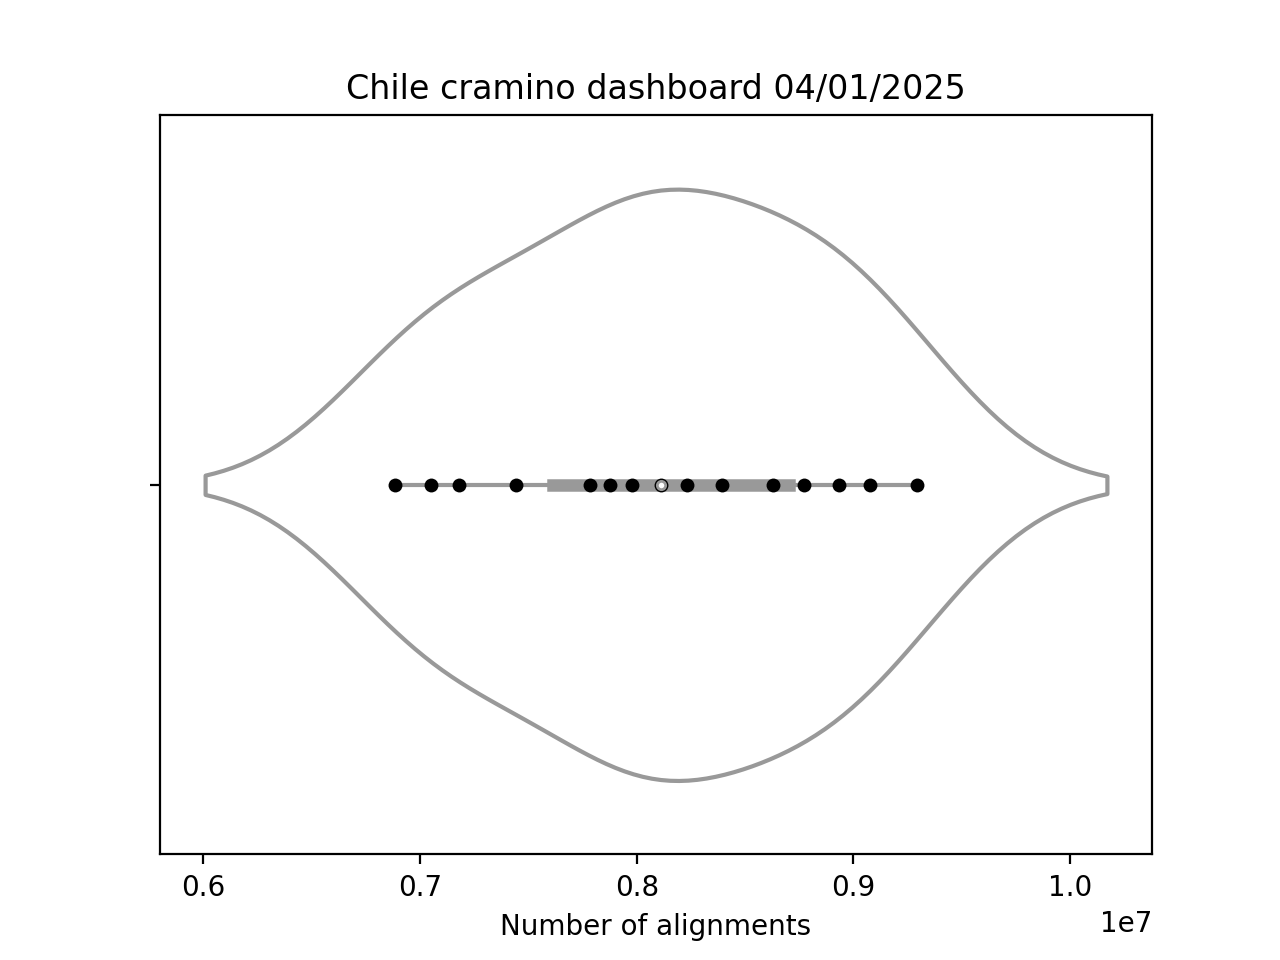 Chile cramino dashboard 04/01/2025
0.6 0.7 0.8 0.9 1.0
1e7
Number of alignments